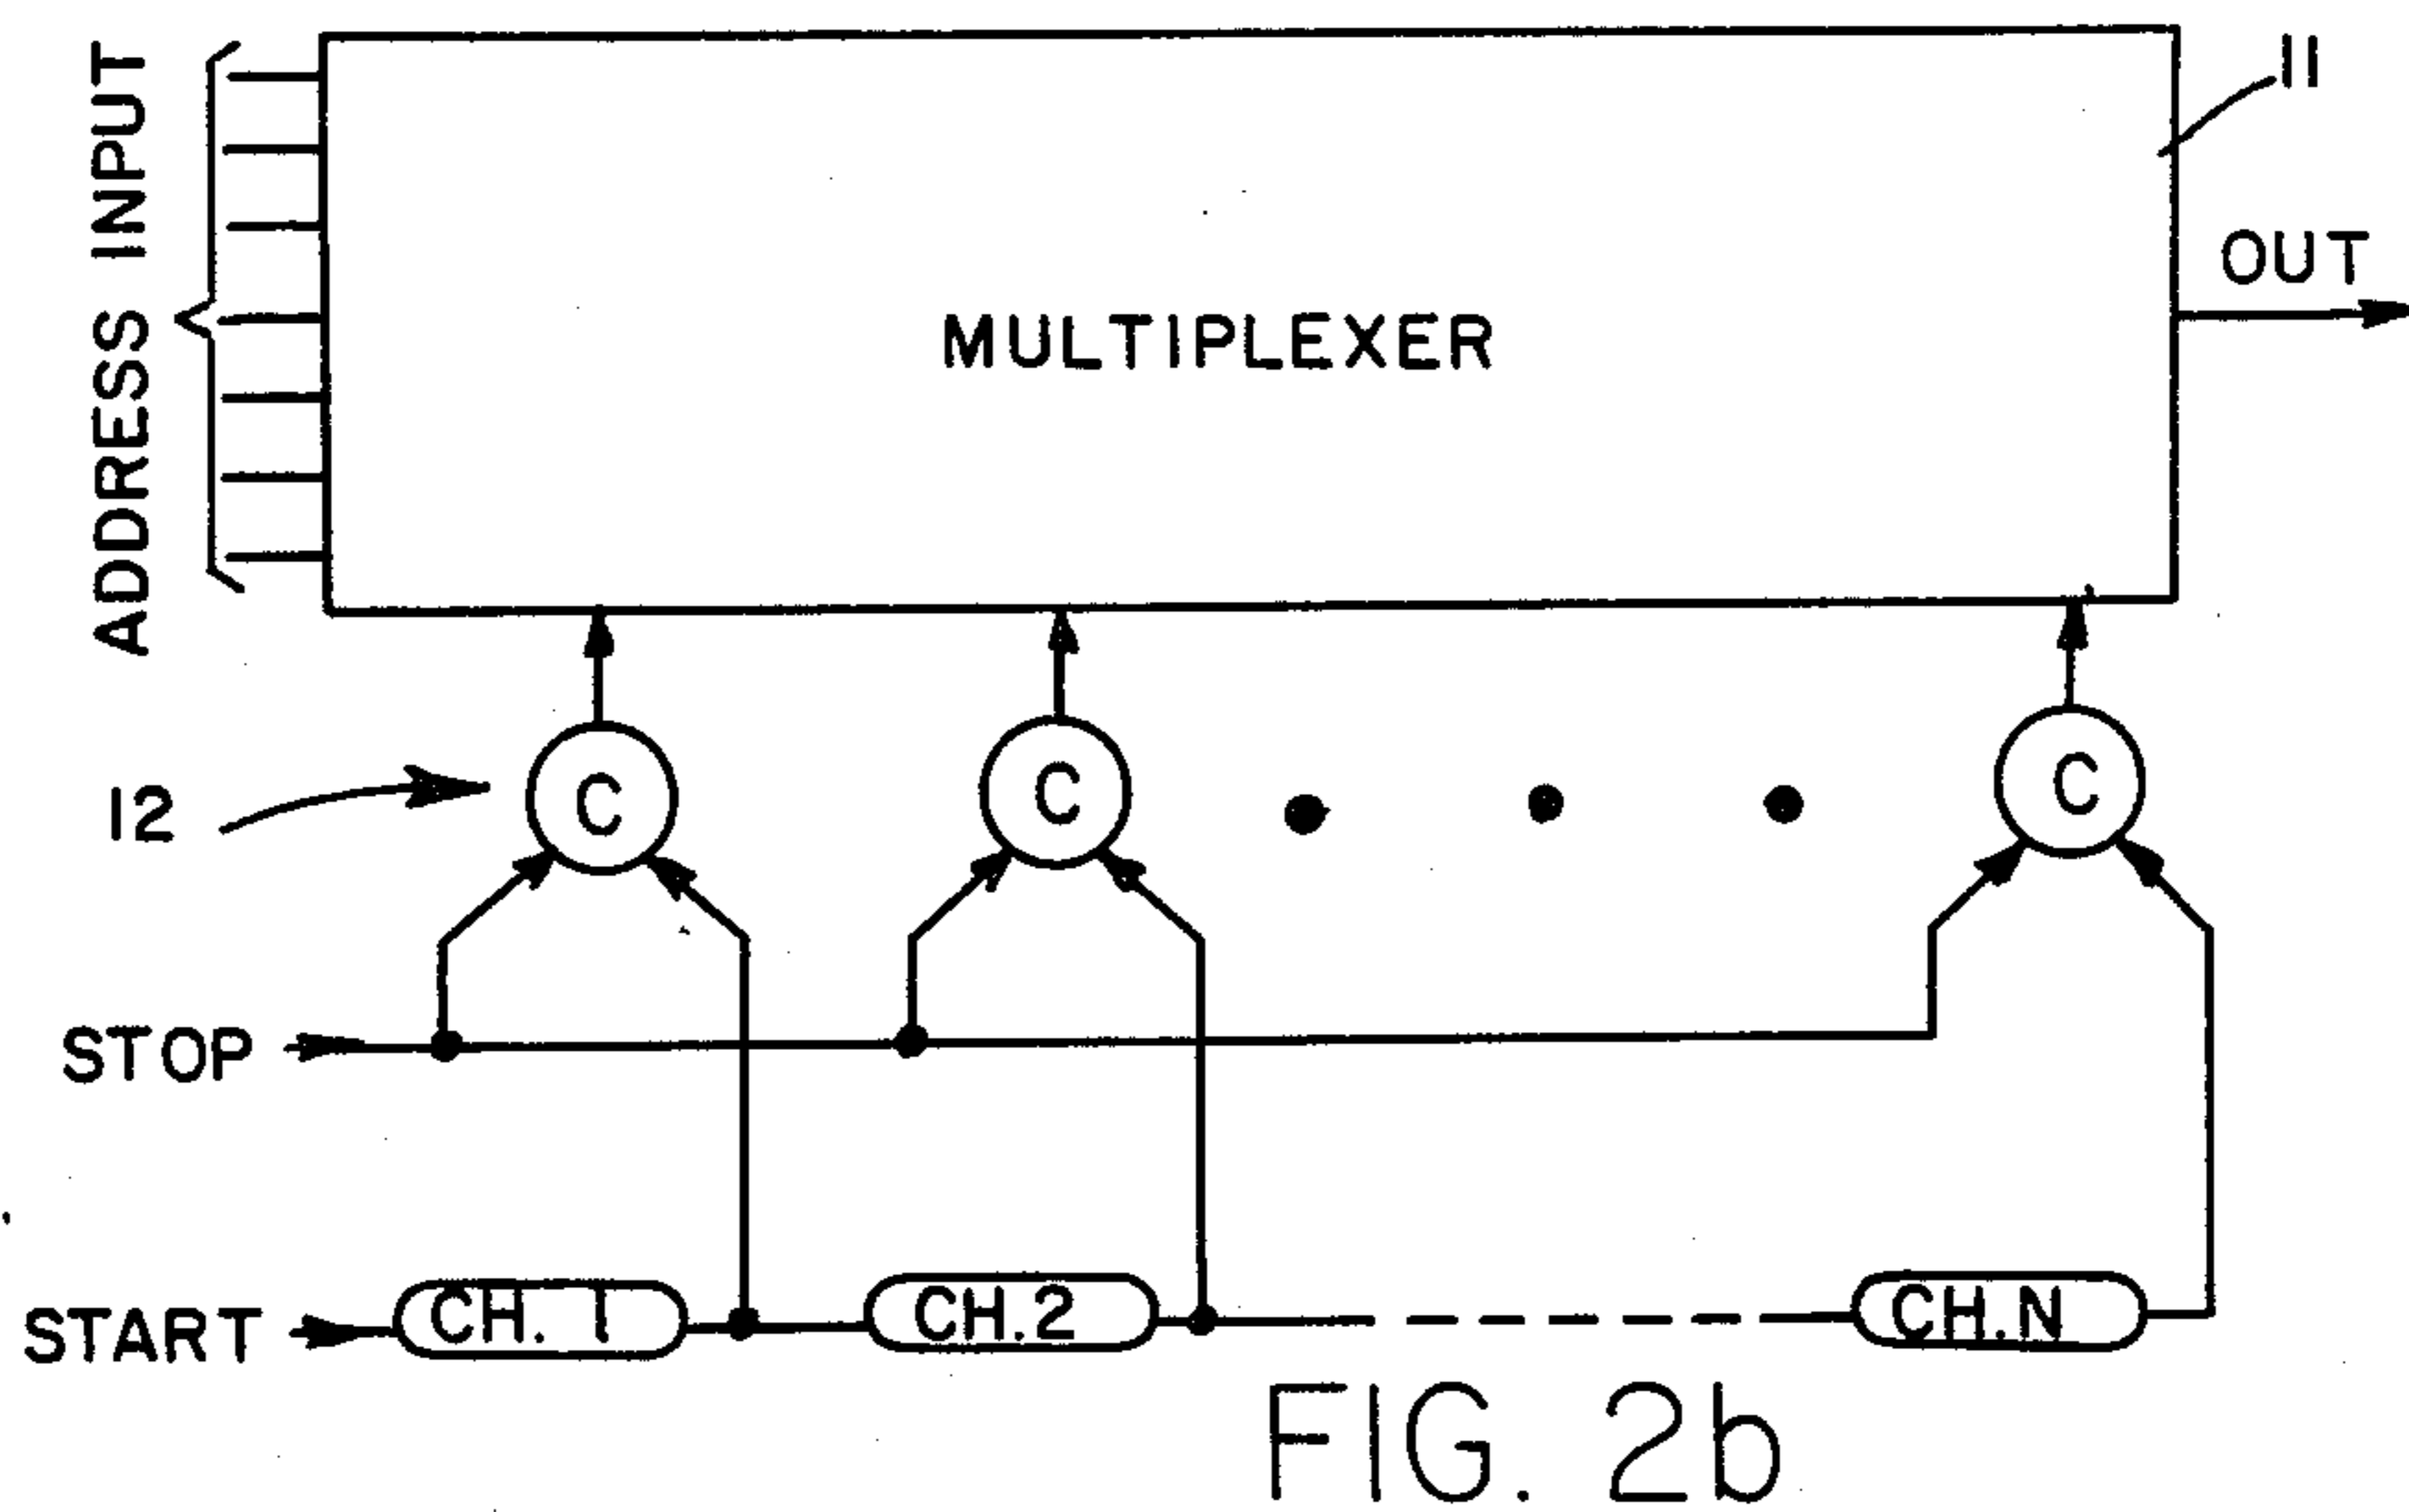 ADDRESS INPUT
11
OUT
MULTIPLEXER
12
C
C
C
STOP
START
CH. 1
CH.2
CH.N
FIG. 2b